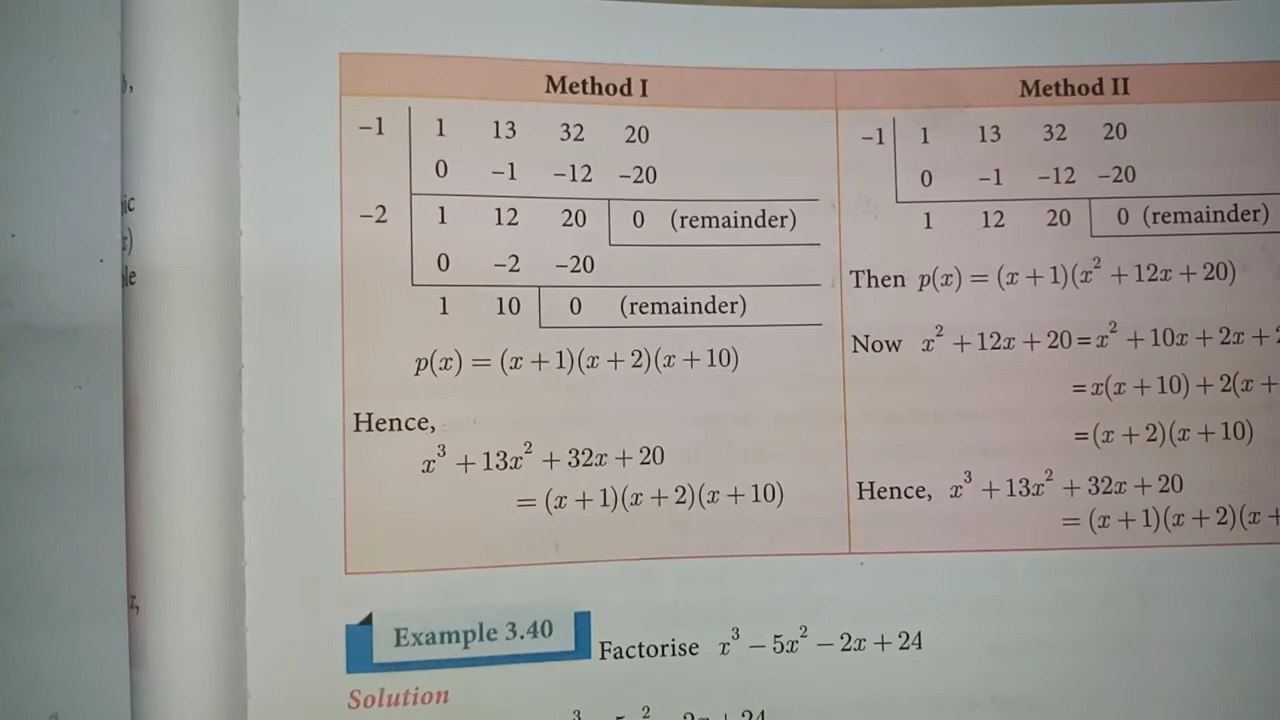 ic
Method I
-1 1 13 32 20
0 -1 -12 -20
-2 1 12 20 0 (remainder)
0 -2 -20
1 10 0 (remainder)
p(x) = (x+1)(x+2)(x+10)
Hence,
x³ + 13x² + 32x + 20
= (x+1)(x+2)(x+10)
Method II
-1 1 13 32 20
0 -1 -12 -20
1 12 20 0 (remainder)
Then p(x) = (x+1)(x² + 12x + 20)
Now x² + 12x + 20 = x² + 10x + 2x +
= x(x+10) + 2(x +
= (x+2)(x+10)
Hence, x³ + 13x² + 32x + 20
= (x+1)(x+2)(x +
Example 3.40 Factorise x³ - 5x² - 2x + 24
Solution